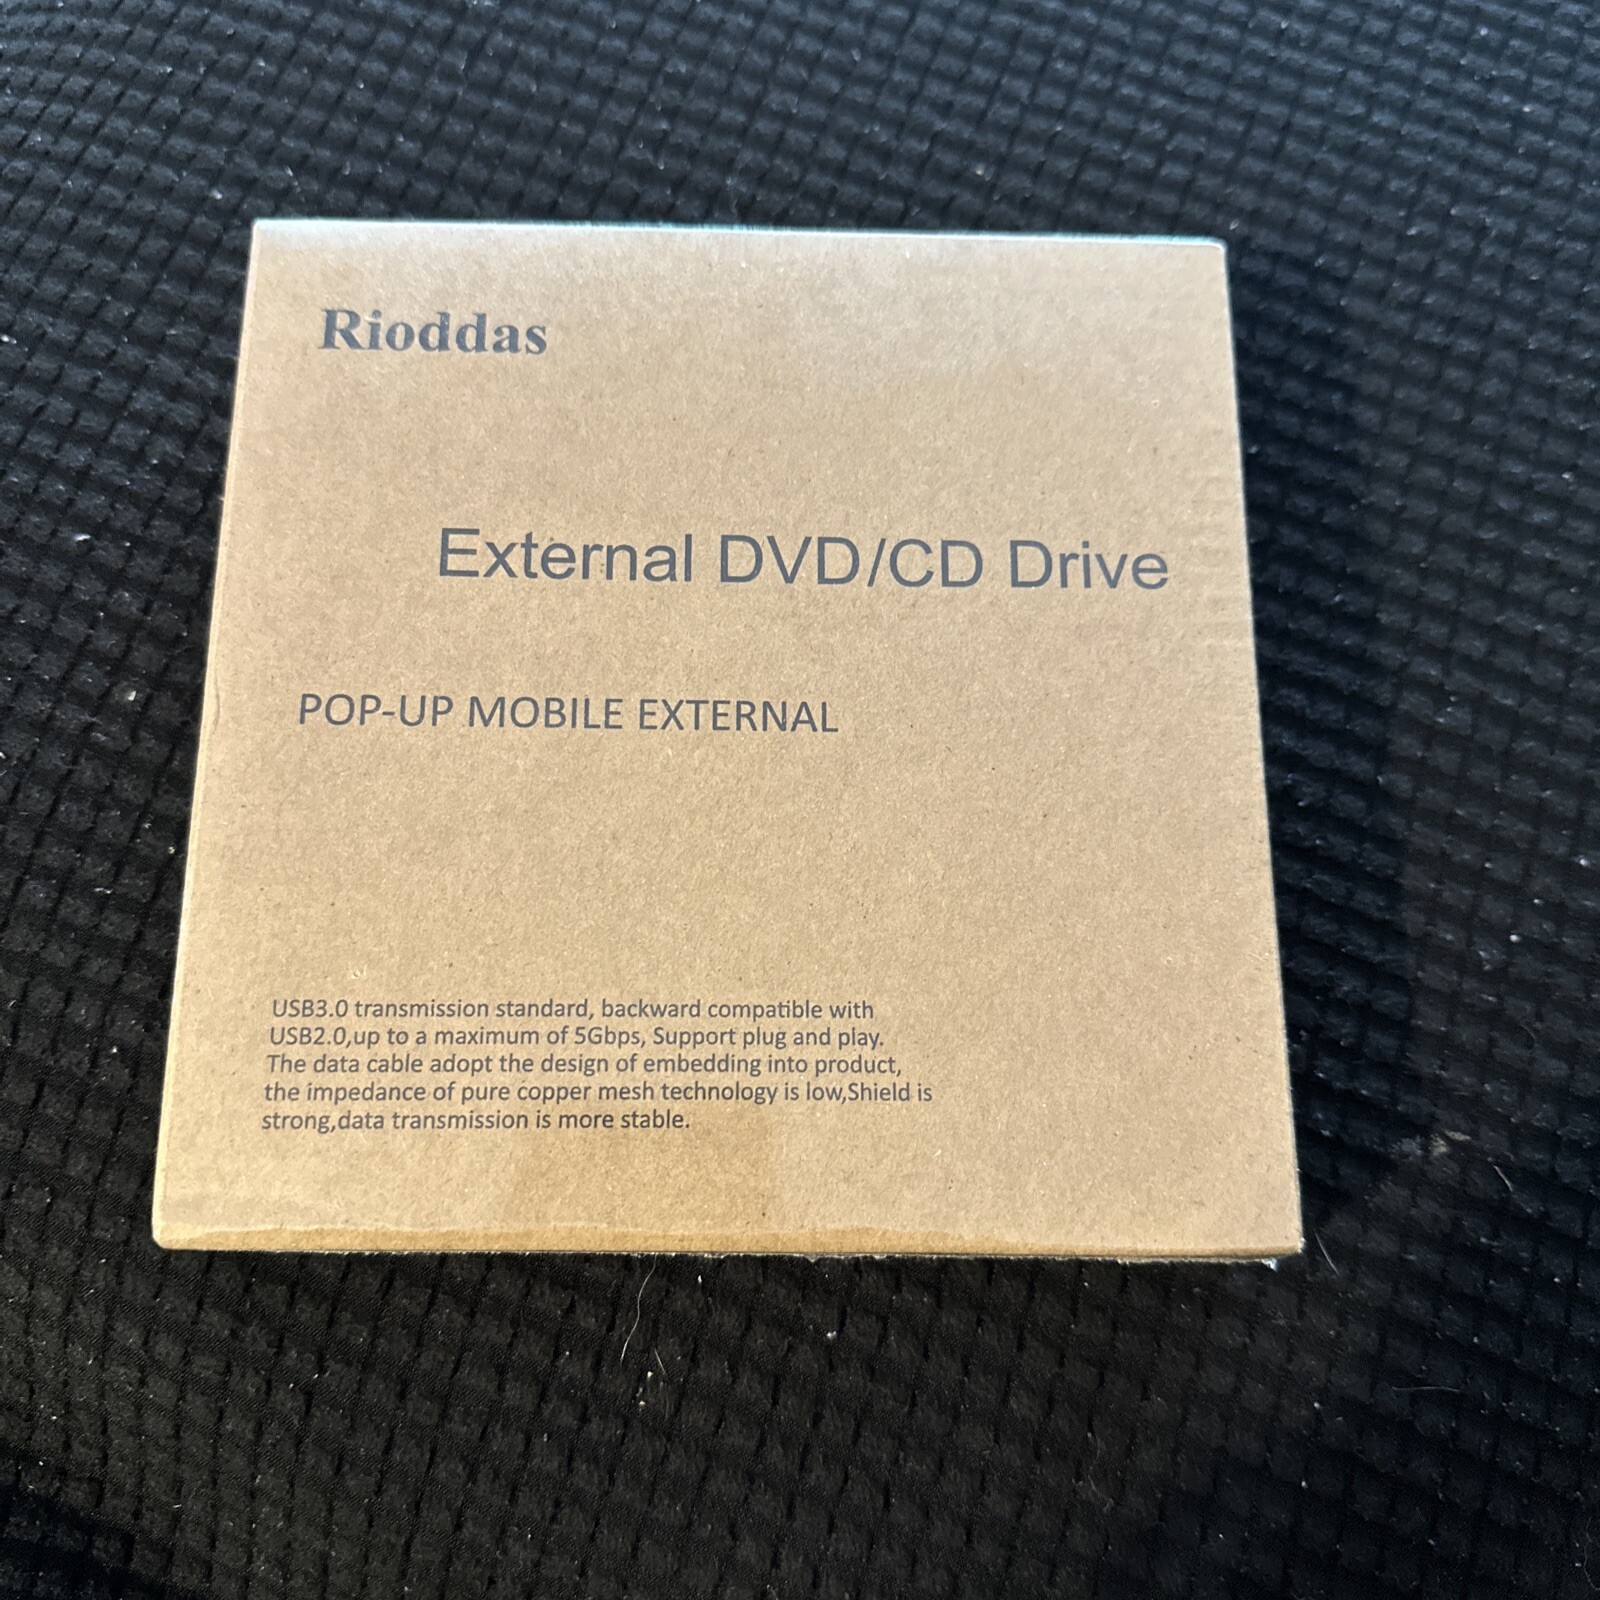 Rioddas
External DVD/CD Drive
POP-UP MOBILE EXTERNAL
USB3.0 transmission standard, backward compatible with
USB2.0,up to a maximum of 5Gbps, Support plug and play.
The data cable adopt the design of embedding into product,
the impedance of pure copper mesh technology is low,Shield is
strong,data transmission is more stable.